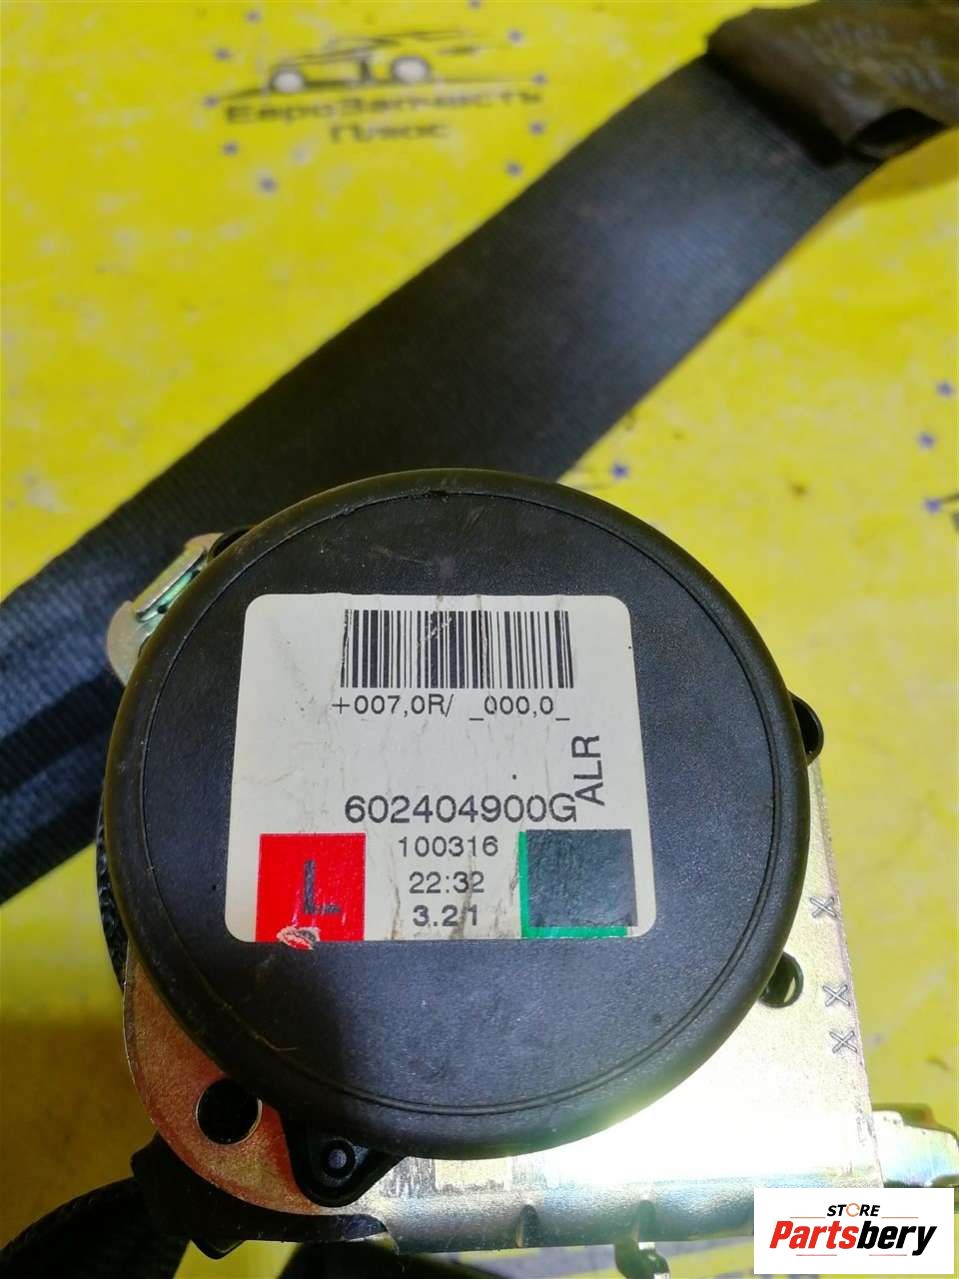 ЕвроЗапчасть
Плюс
+007,0R/ _000,0_
ALR
602404900G
L
100316
22:32
3.21
X
X
X
STORE
Partsbery